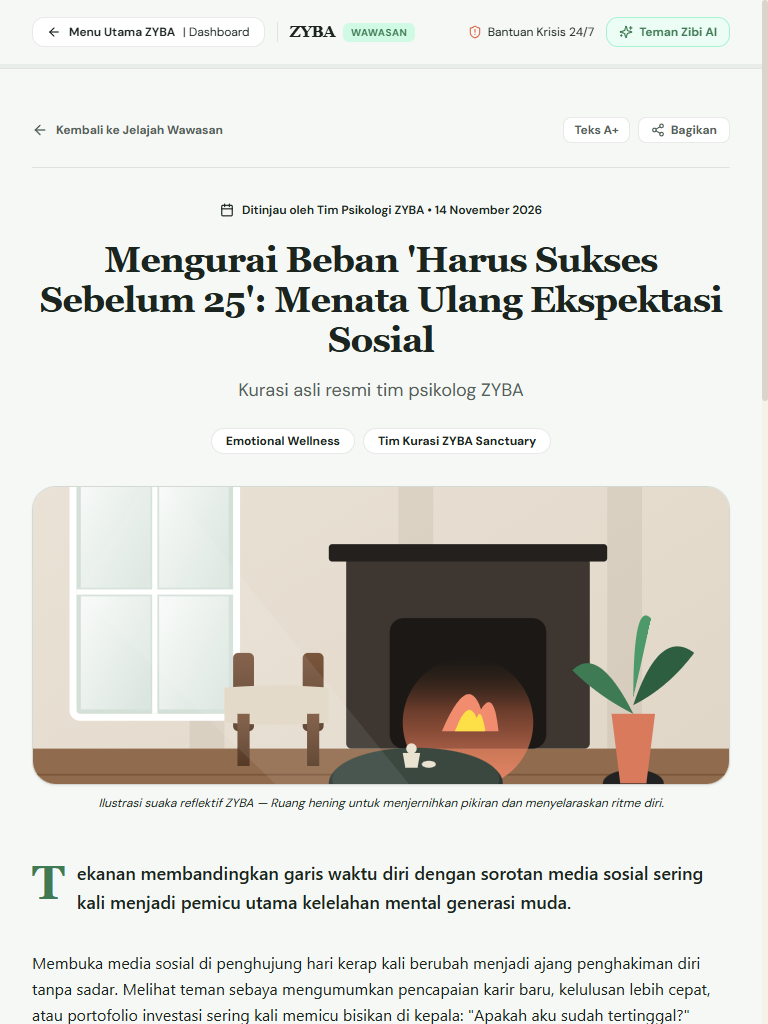 Menu Utama ZYBA | Dashboard
ZYBA WAWASAN
Bantuan Krisis 24/7
Teman Zibi AI
Kembali ke Jelajah Wawasan
Teks A+
Bagikan
Ditinjau oleh Tim Psikologi ZYBA • 14 November 2026
Mengurai Beban 'Harus Sukses
Sebelum 25': Menata Ulang Ekspektasi
Sosial
Kurasi asli resmi tim psikolog ZYBA
Emotional Wellness
Tim Kurasi ZYBA Sanctuary
Ilustrasi suaka reflektif ZYBA — Ruang hening untuk menjernihkan pikiran dan menyelaraskan ritme diri.
Tekanan membandingkan garis waktu diri dengan sorotan media sosial sering
kali menjadi pemicu utama kelelahan mental generasi muda.
Membuka media sosial di penghujung hari kerap kali berubah menjadi ajang penghakiman diri
tanpa sadar. Melihat teman sebaya mengumumkan pencapaian karir baru, kelulusan lebih cepat,
atau portofolio investasi sering kali memicu bisikan di kepala: "Apakah aku sudah tertinggal?"